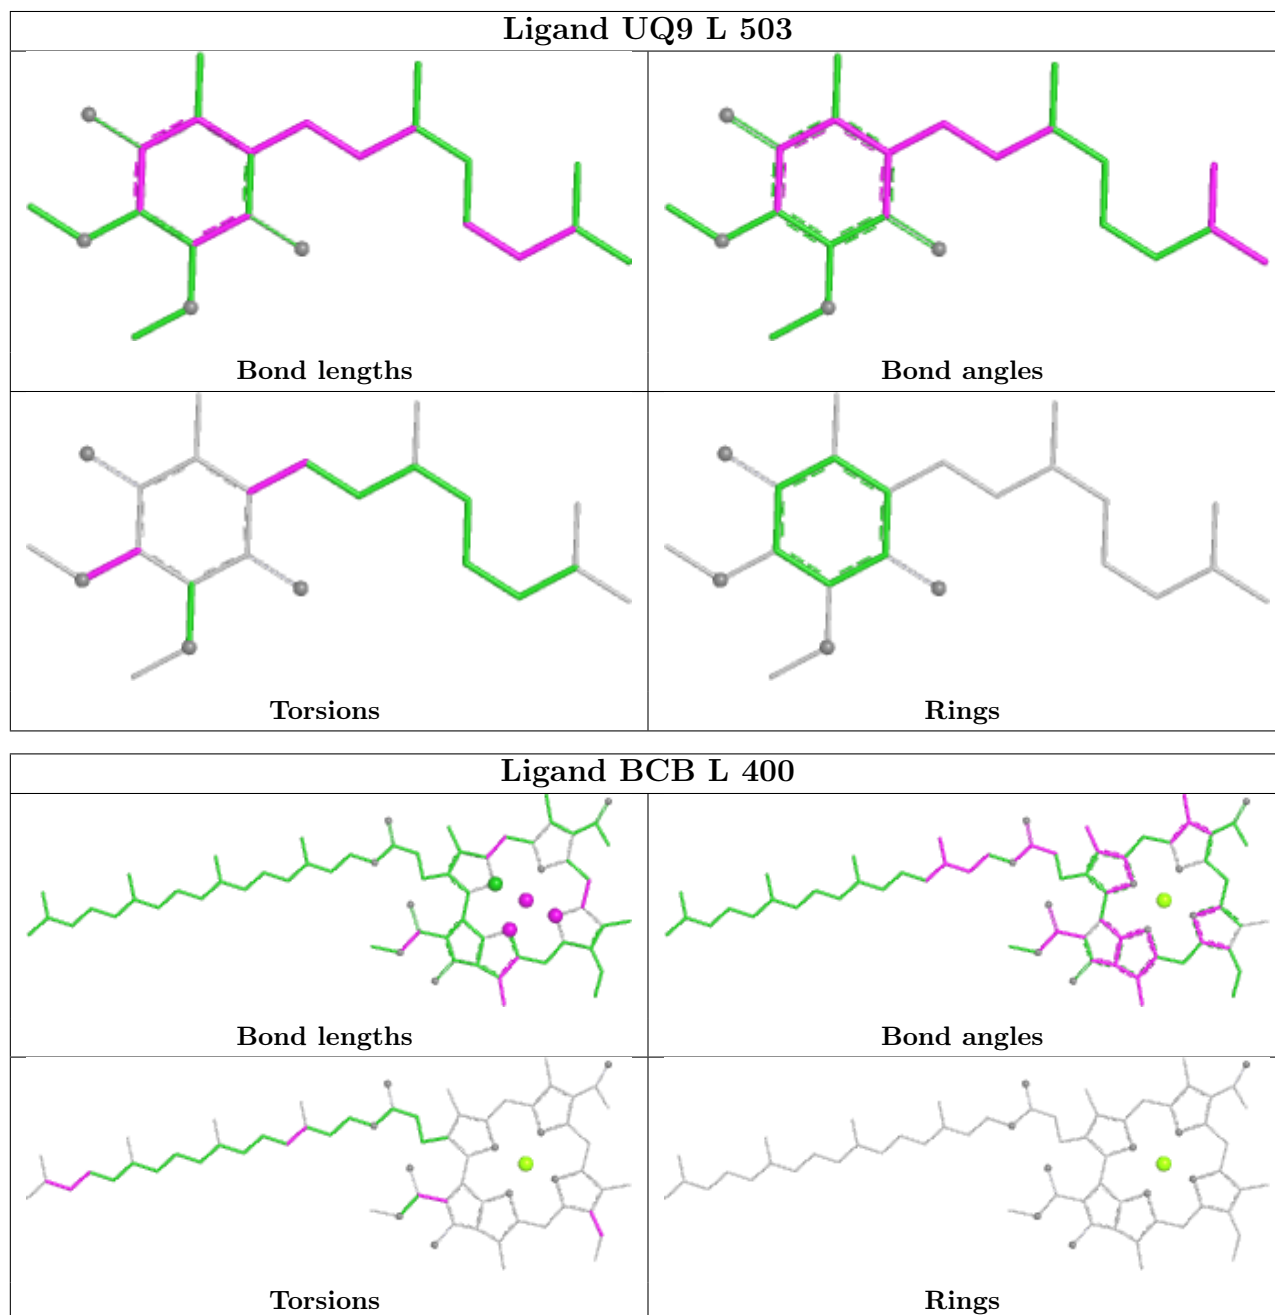 Ligand UQ9 L 503
Bond lengths
Bond angles
Torsions
Rings
Ligand BCB L 400
Bond lengths
Bond angles
Torsions
Rings